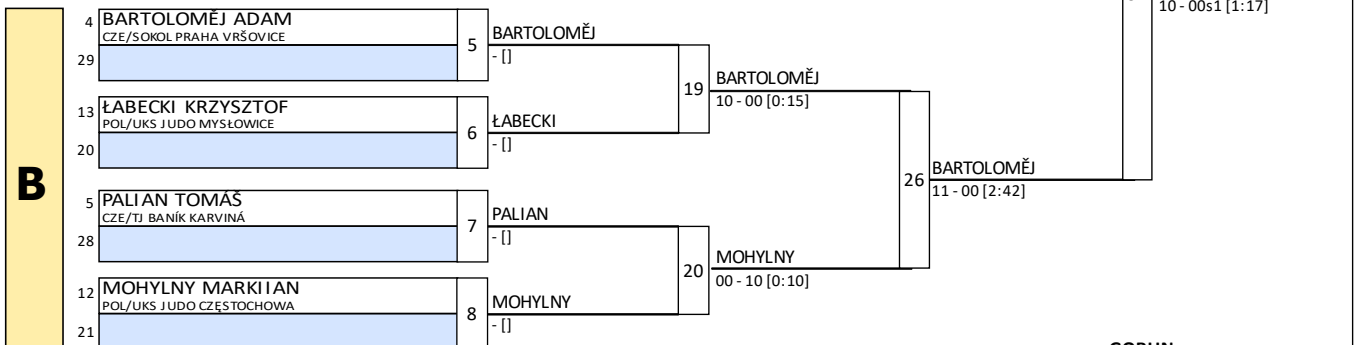 10 - 00s1 [1:17]
4 BARTOLOMĚJ ADAM
CZE/SOKOL PRAHA VRŠOVICE
5
BARTOLOMĚJ
- []
29
19
BARTOLOMĚJ
10 - 00 [0:15]
13 ŁABECKI KRZYSZTOF
POL/UKS JUDO MYSŁOWICE
6
ŁABECKI
- []
20
B
26
BARTOLOMĚJ
11 - 00 [2:42]
5 PALIAN TOMÁŠ
CZE/TJ BANÍK KARVINÁ
7
PALIAN
- []
28
20
MOHYLNY
00 - 10 [0:10]
12 MOHYLNY MARKIIAN
POL/UKS JUDO CZĘSTOCHOWA
8
MOHYLNY
- []
21